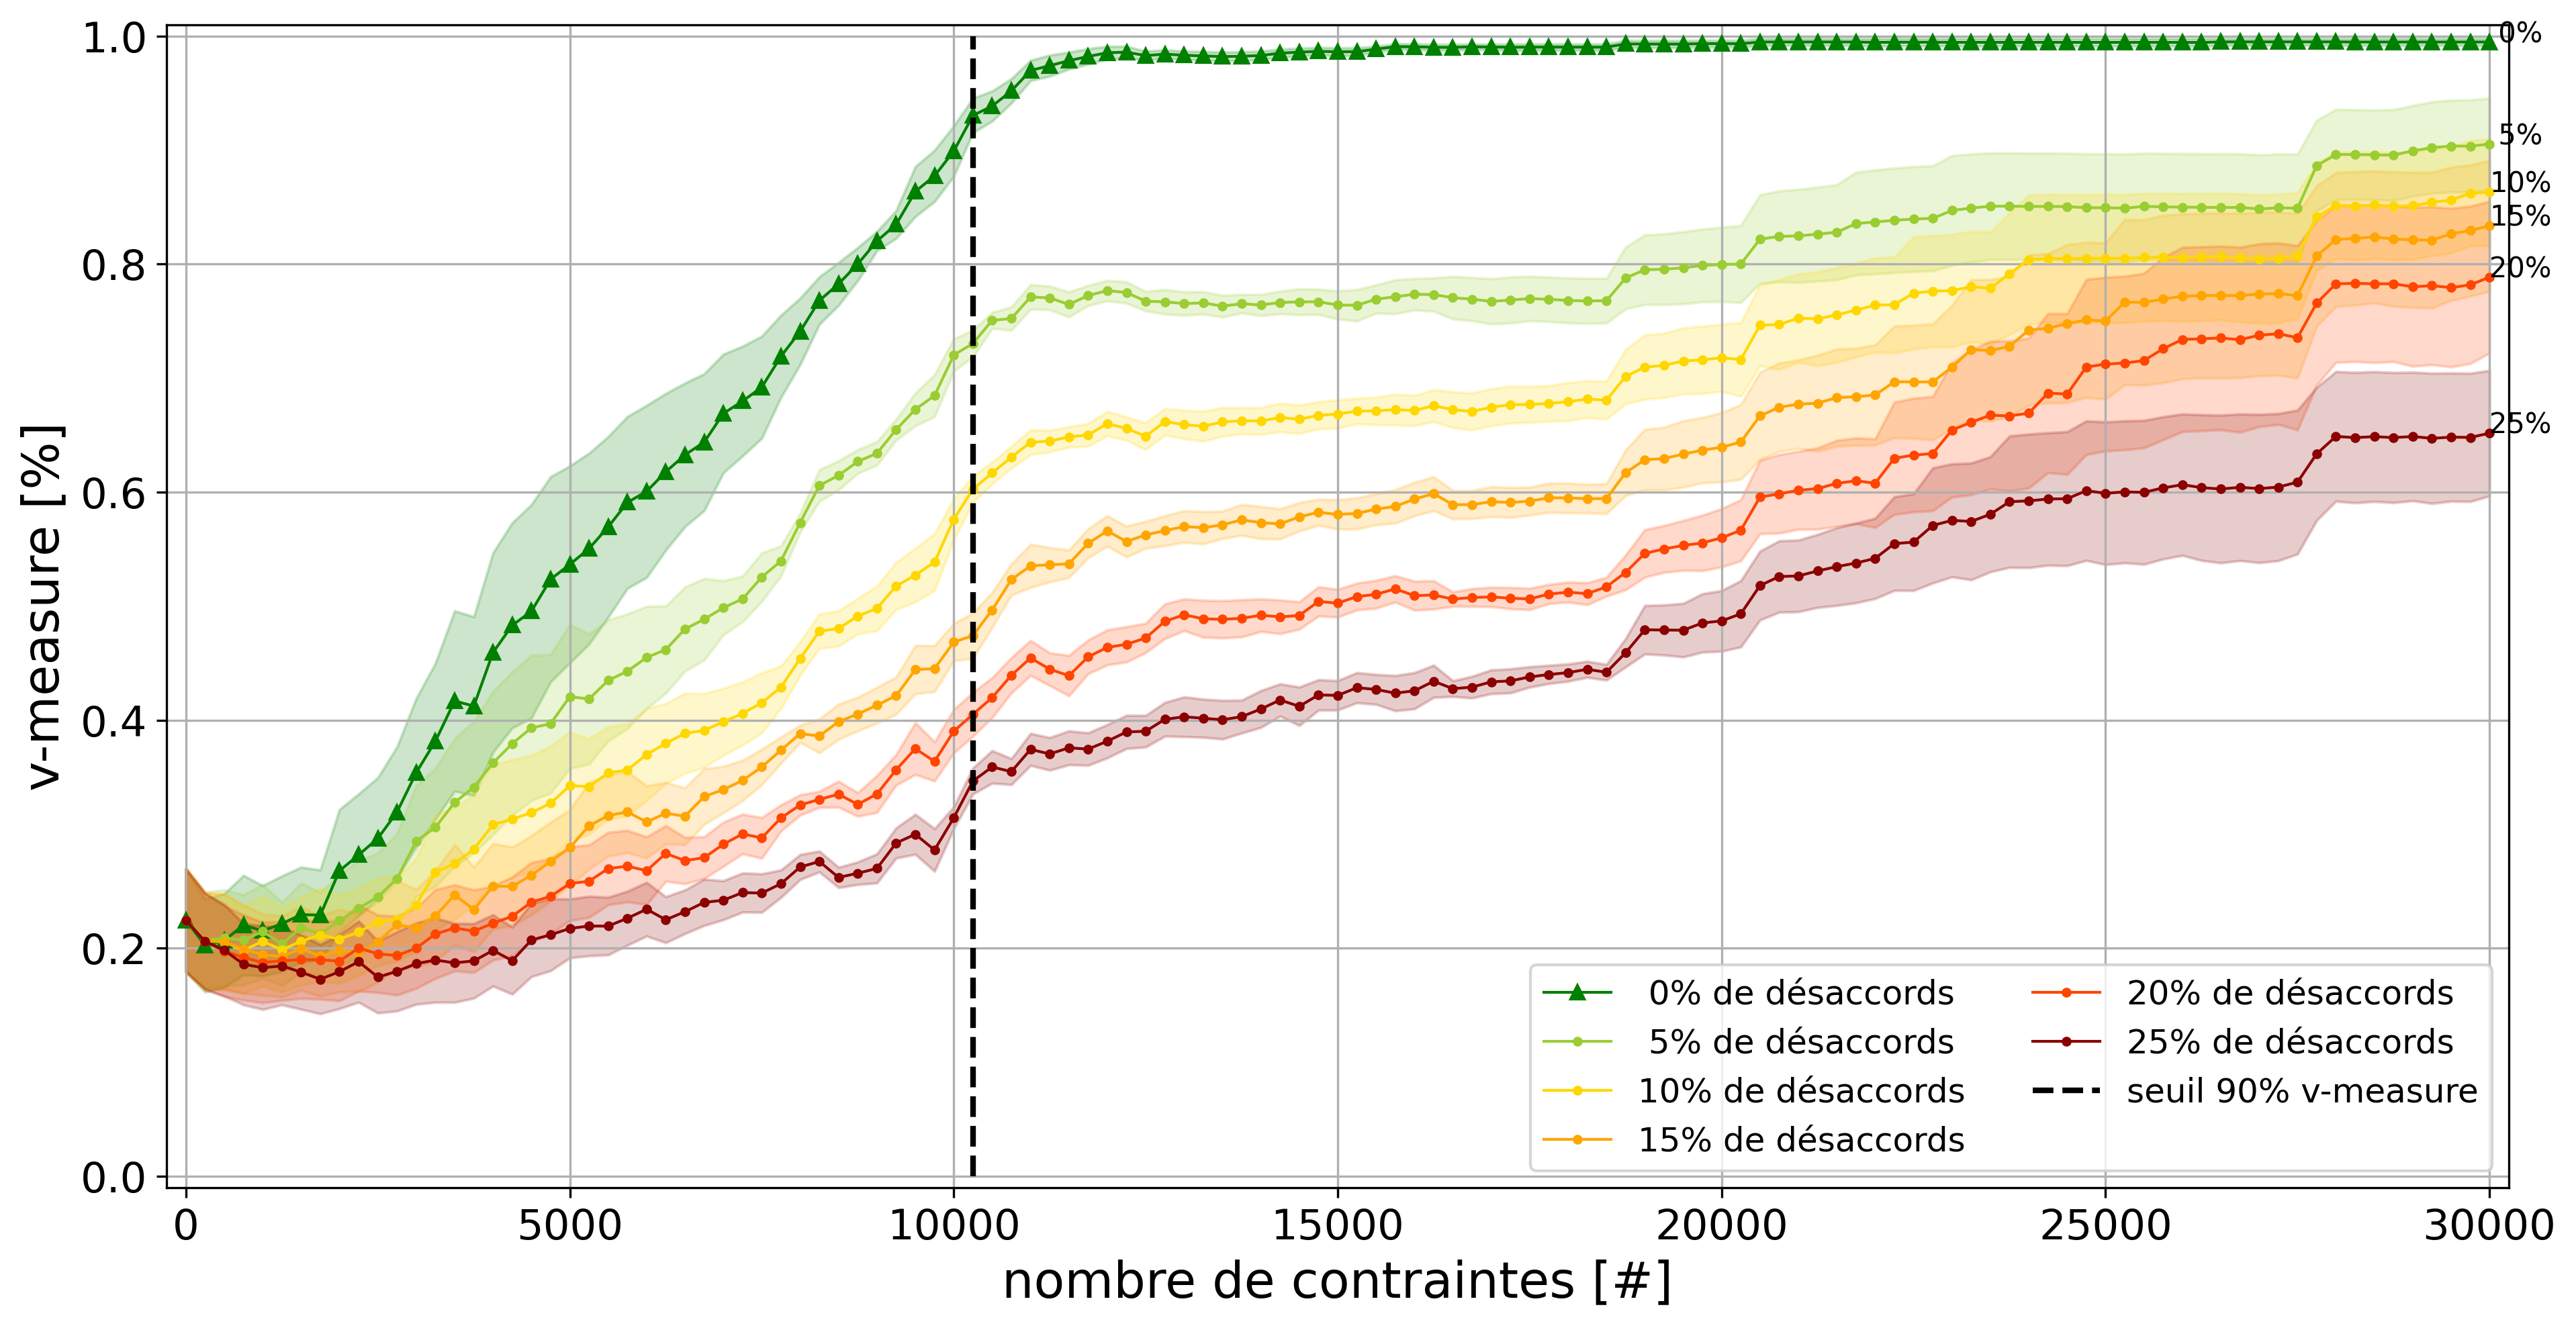 1.0
0.8
0.6
0.4
0.2
0.0
v-measure [%]
0%
5%
10%
15%
20%
25%
0% de désaccords
5% de désaccords
10% de désaccords
15% de désaccords
20% de désaccords
25% de désaccords
seuil 90% v-measure
0 5000 10000 15000 20000 25000 30000
nombre de contraintes [#]